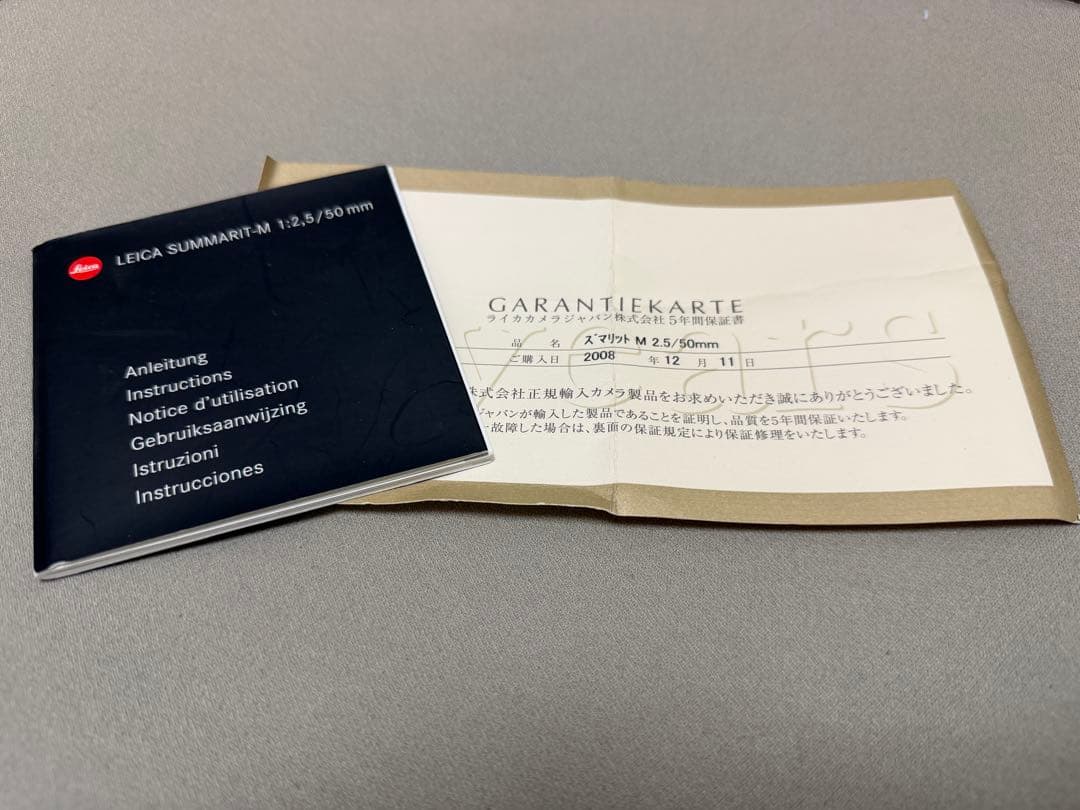 Leica
LEICA SUMMARIT-M 1:2,5/50 mm
Anleitung
Instructions
Notice d'utilisation
Gebruiksaanwijzing
Istruzioni
Instrucciones
GARANTIEKARTE
ライカカメラジャパン株式会社5年間保証書
品 名 ズマリット M 2.5/50mm
ご購入日 2008 年 12 月 11 日
years
株式会社正規輸入カメラ製品をお求めいただき誠にありがとうございました。
ジャパンが輸入した製品であることを証明し、品質を5年間保証いたします。
故障した場合は、裏面の保証規定により保証修理をいたします。